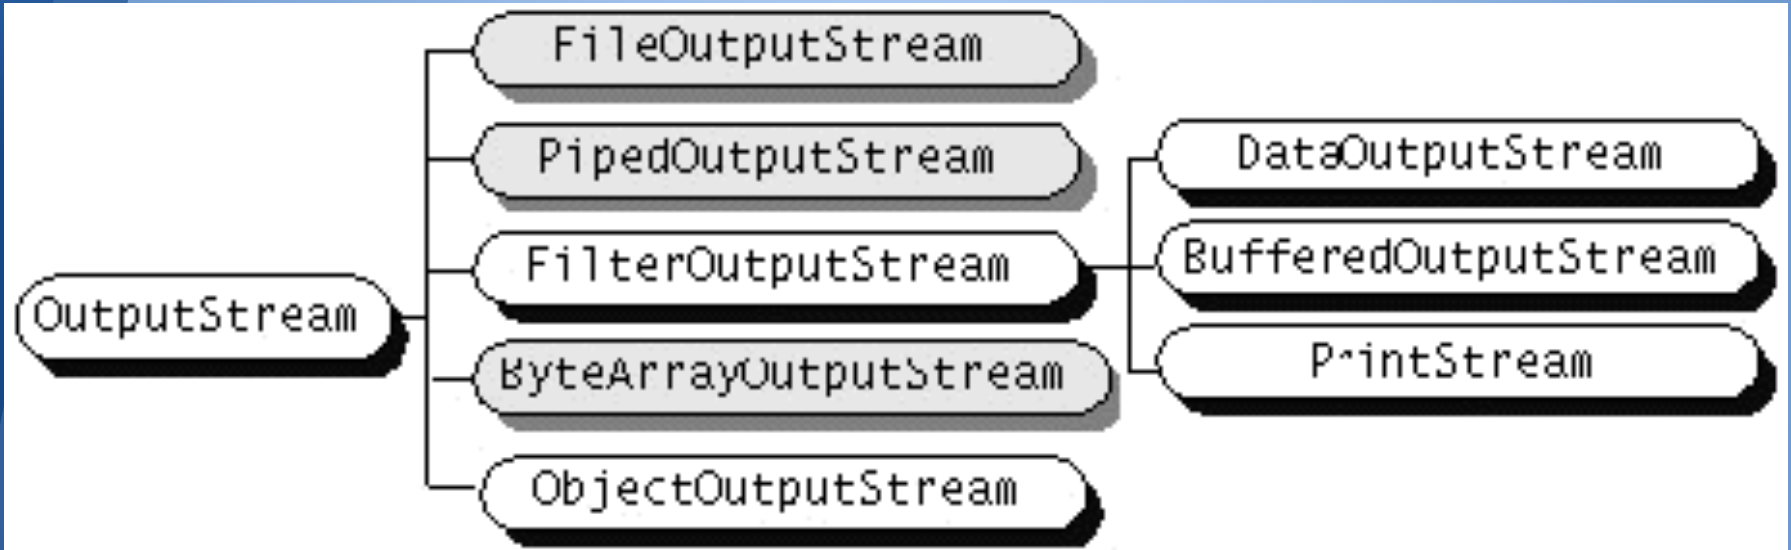 FileOutputStream
PipedOutputStream
DataOutputStream
FilterOutputStream
BufferedOutputStream
OutputStream
ByteArrayOutputStream
PrintStream
ObjectOutputStream